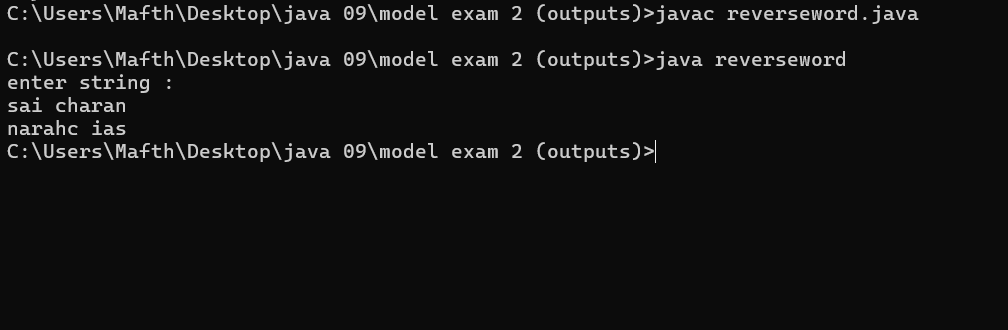 C:\Users\Mafth\Desktop\java 09\model exam 2 (outputs)>javac reverseword.java
C:\Users\Mafth\Desktop\java 09\model exam 2 (outputs)>java reverseword
enter string :
sai charan
narahc ias
C:\Users\Mafth\Desktop\java 09\model exam 2 (outputs)>